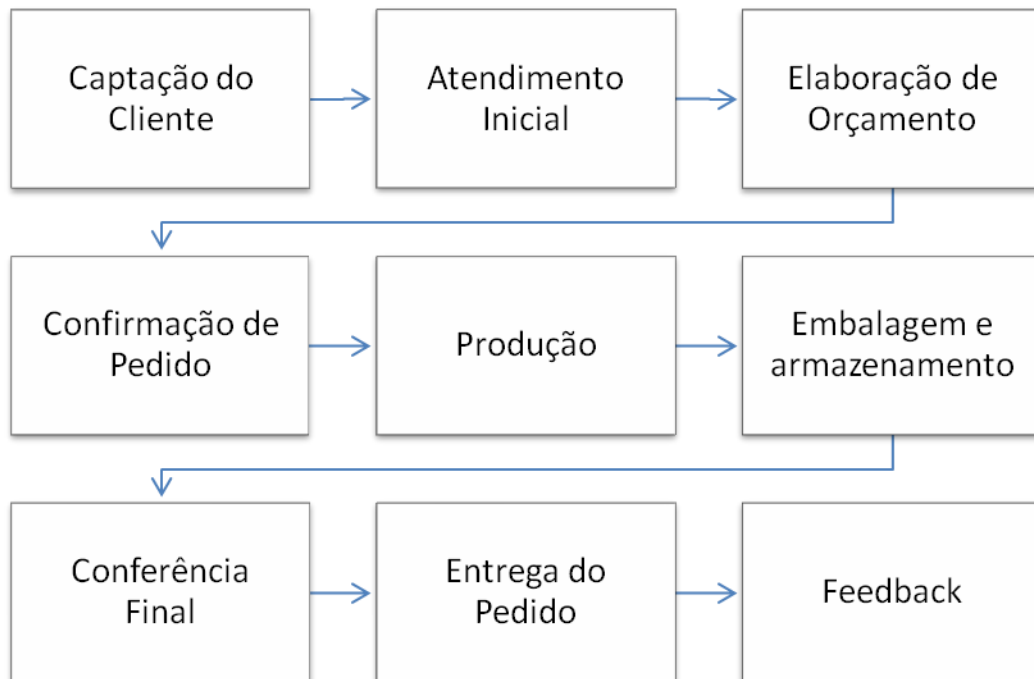 Captação do
Cliente
Atendimento
Inicial
Elaboração de
Orçamento
Confirmação de
Pedido
Produção
Embalagem e
armazenamento
Conferência
Final
Entrega do
Pedido
Feedback